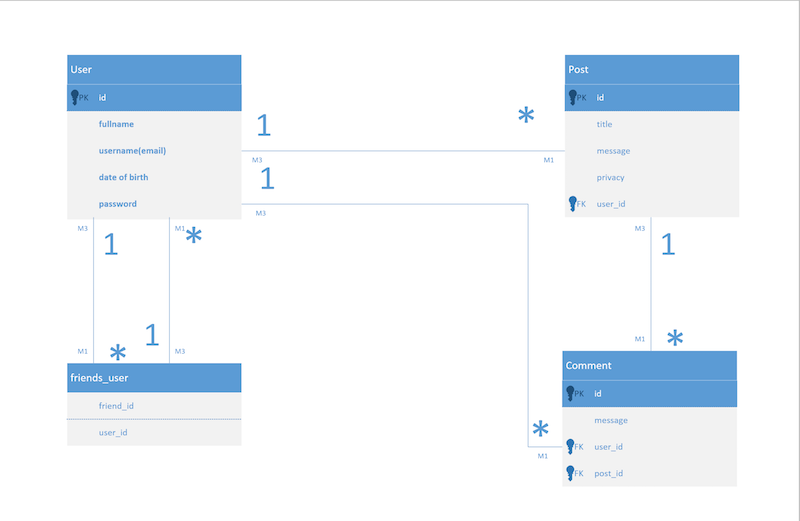 User
PK id
fullname
username(email)
date of birth
password
Post
PK id
title
message
privacy
FK user_id
1
*
M3
M1
1
M3
M3
1
M1
*
M3
1
M1
*
1
M3
M1
*
friends_user
friend_id
user_id
*
M1
Comment
PK id
message
FK user_id
FK post_id